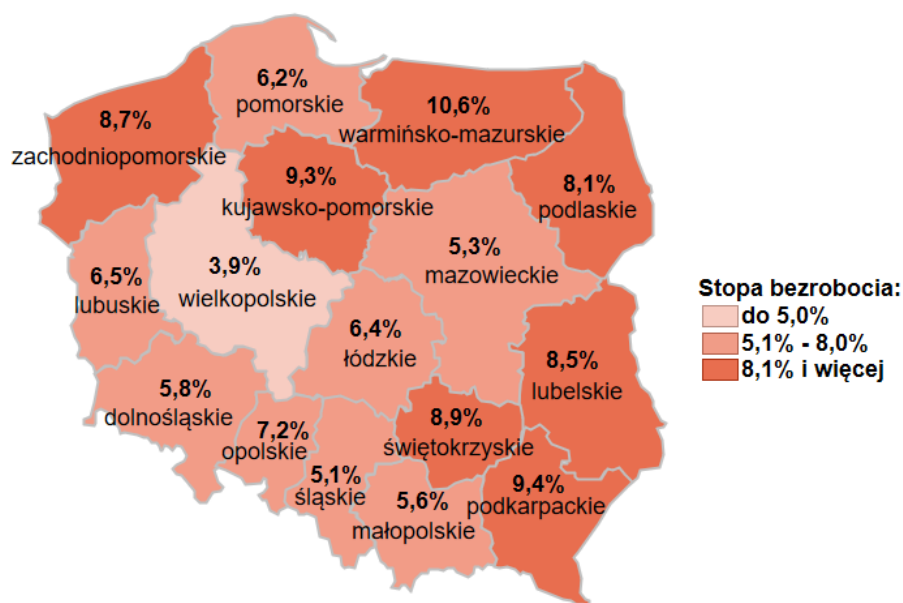 6,2%
pomorskie
10,6%
warmińsko-mazurskie
8,7%
zachodniopomorskie
9,3%
kujawsko-pomorskie
8,1%
podlaskie
5,3%
mazowieckie
3,9%
wielkopolskie
6,5%
lubuskie
6,4%
łódzkie
8,5%
lubelskie
5,8%
dolnośląskie
7,2%
opolskie
8,9%
świętokrzyskie
5,1%
śląskie
5,6%
małopolskie
9,4%
podkarpackie
Stopa bezrobocia:
do 5,0%
5,1% - 8,0%
8,1% i więcej